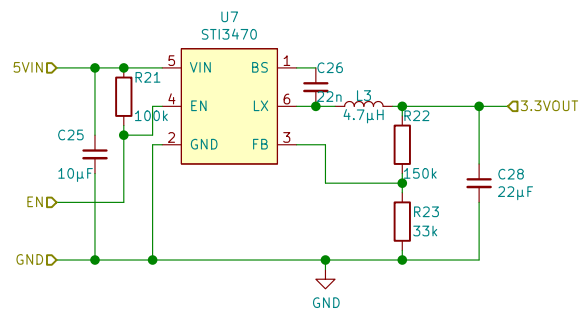 U7
STI3470
5VIN
5
VIN
BS
1
C26
22n
R21
100k
4
EN
LX
6
L3
4.7µH
3.3VOUT
R22
150k
C25
10µF
2
GND
FB
3
C28
22µF
EN
R23
33k
GND
GND